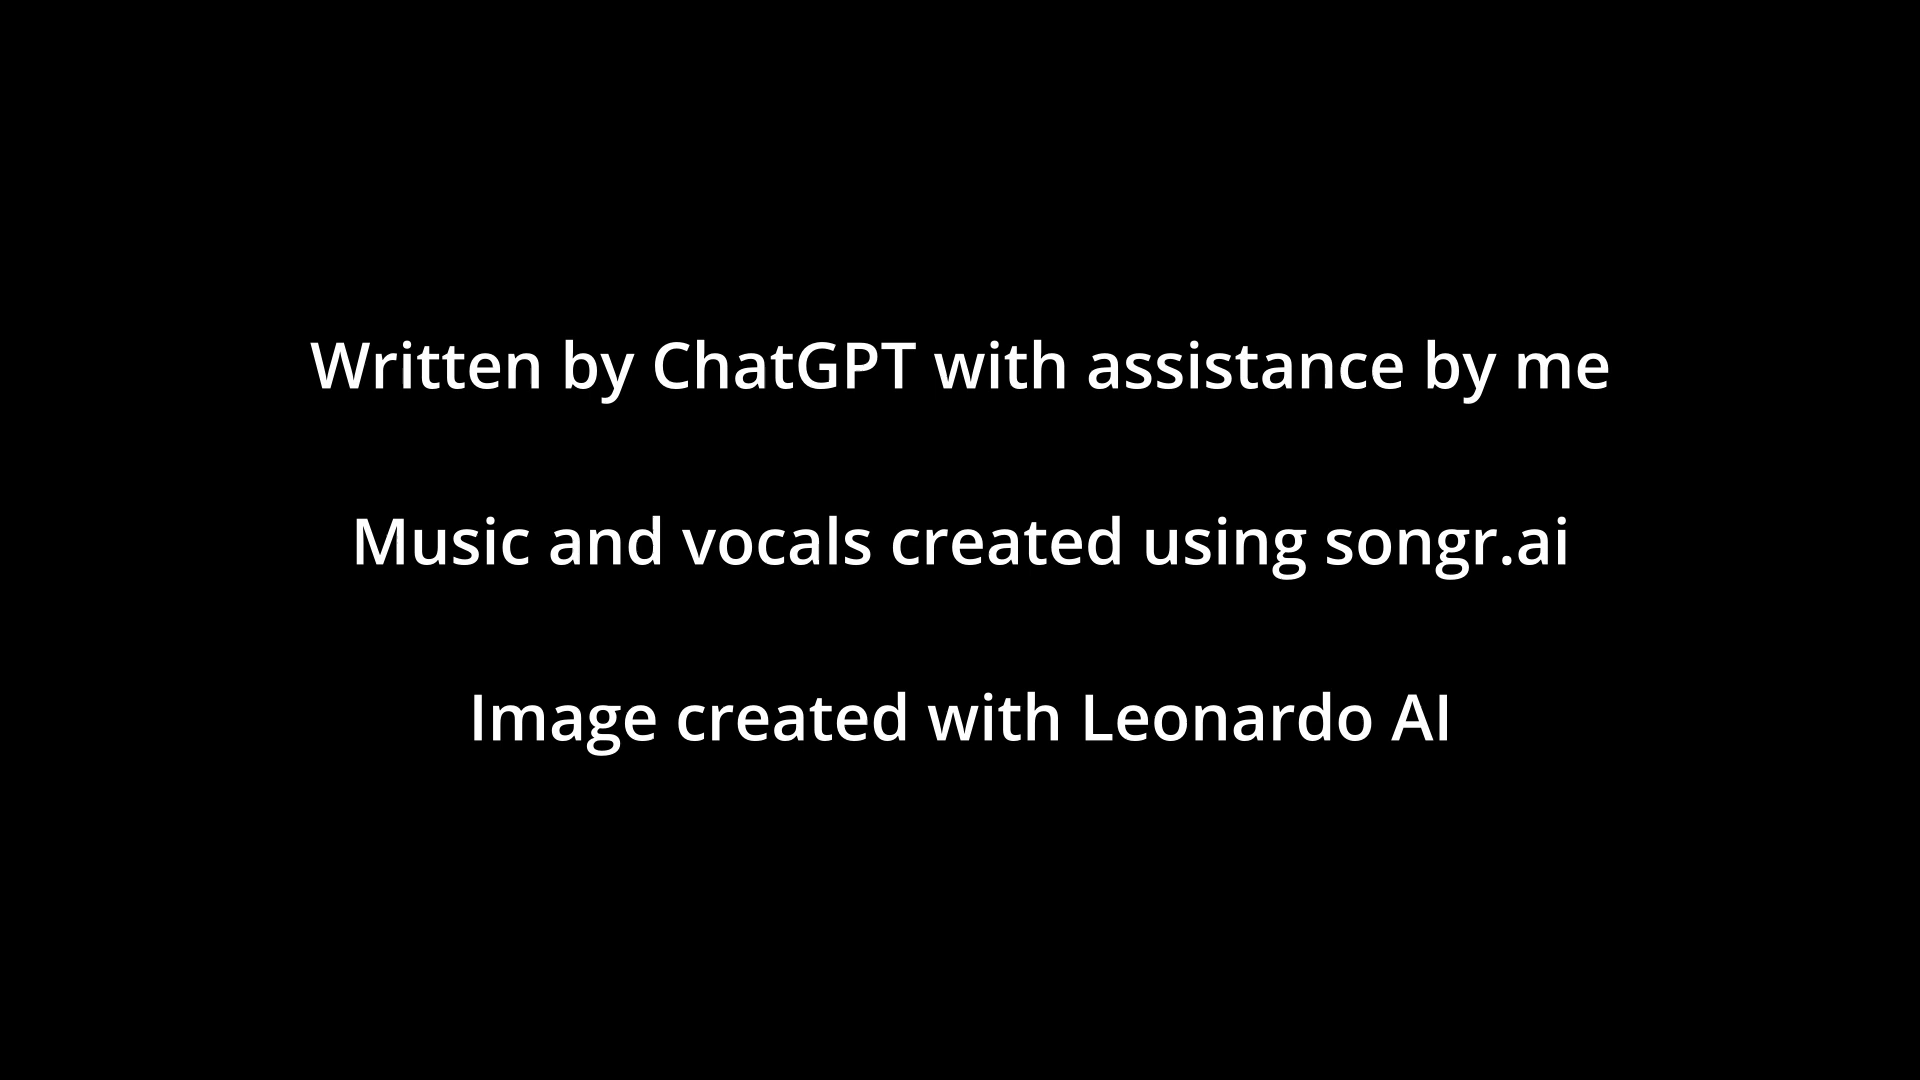 Written by ChatGPT with assistance by me
Music and vocals created using songr.ai
Image created with Leonardo AI